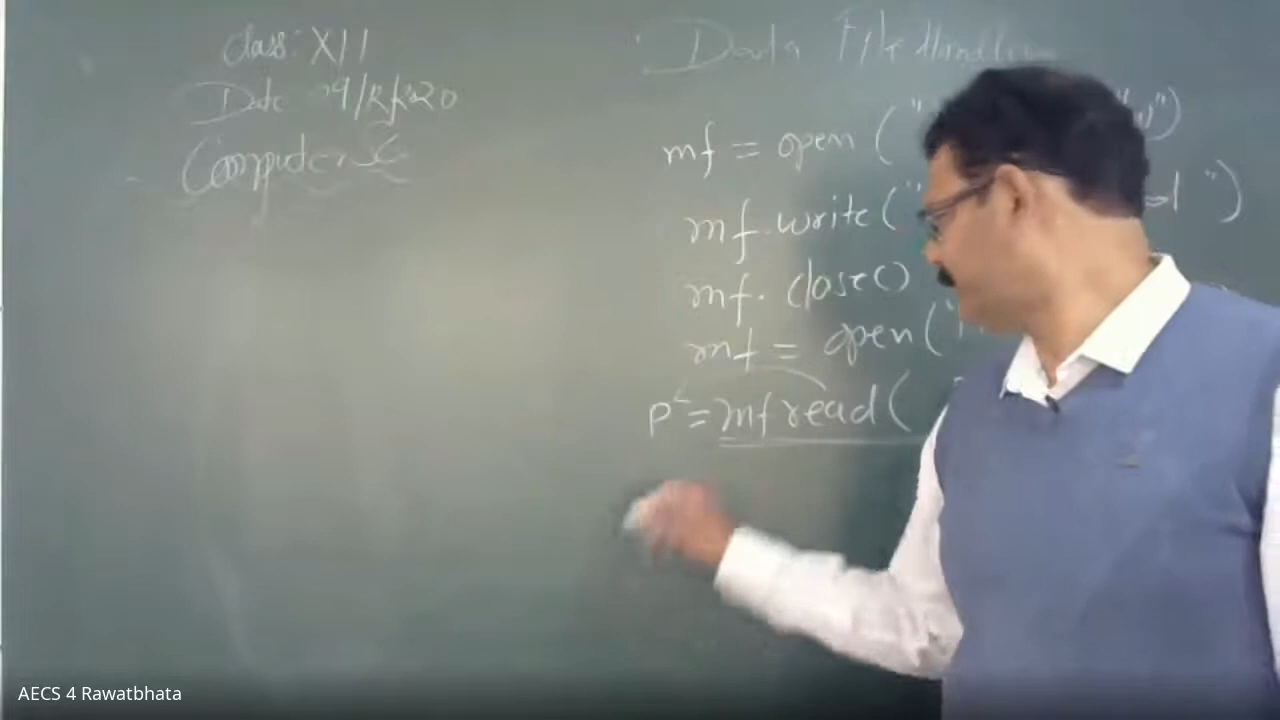 Class: XII
Date
Computer Sc
Data File Handling
mf = open ( " w")
mf.write( " ")
mf. close()
mf = open("
P = mf read(
AECS 4 Rawatbhata